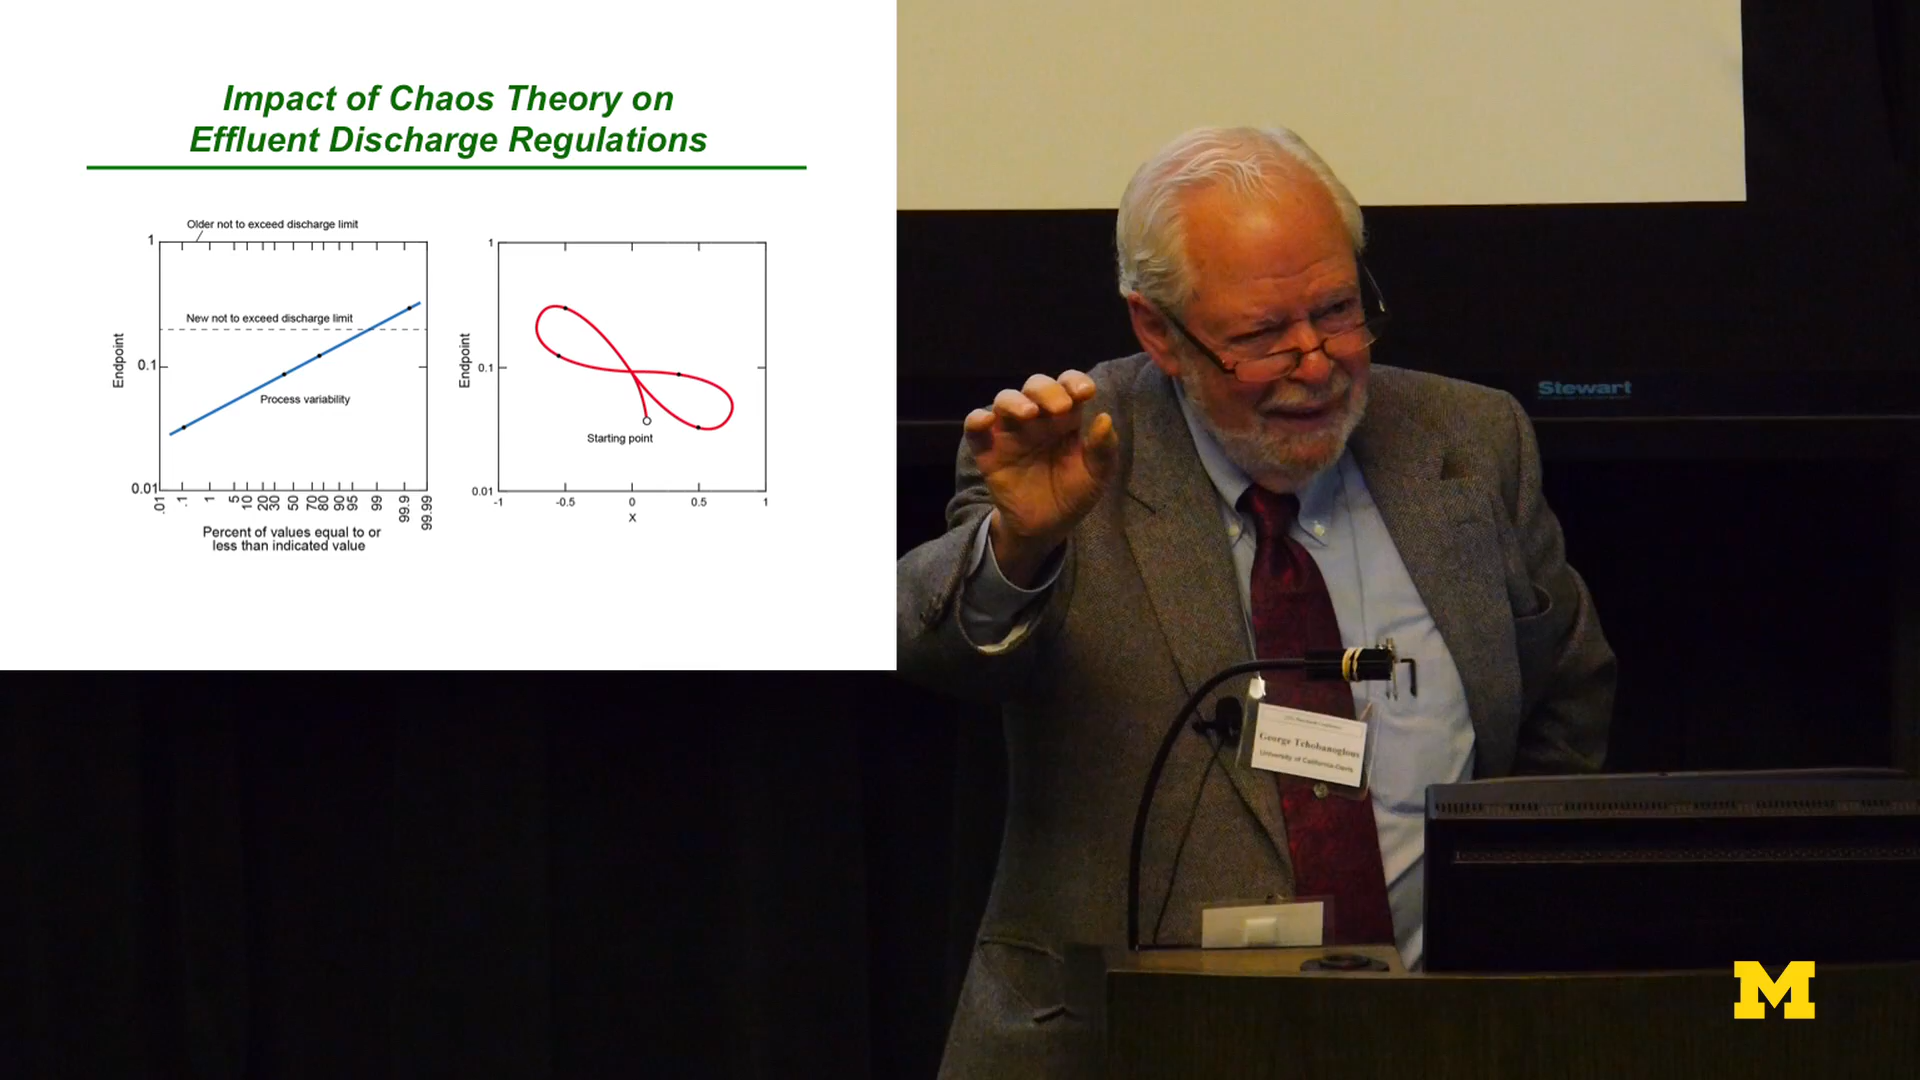 Impact of Chaos Theory on
Effluent Discharge Regulations
Older not to exceed discharge limit
1
New not to exceed discharge limit
Endpoint
0.1
Process variability
0.01
.01 .1 1 5 10 20 30 50 70 80 90 95 99 99.9 99.99
Percent of values equal to or
less than indicated value
1
Endpoint
0.1
Starting point
0.01
-1 -0.5 0 0.5 1
X
Stewart
George Tchobanoglous
University of California-Davis
M